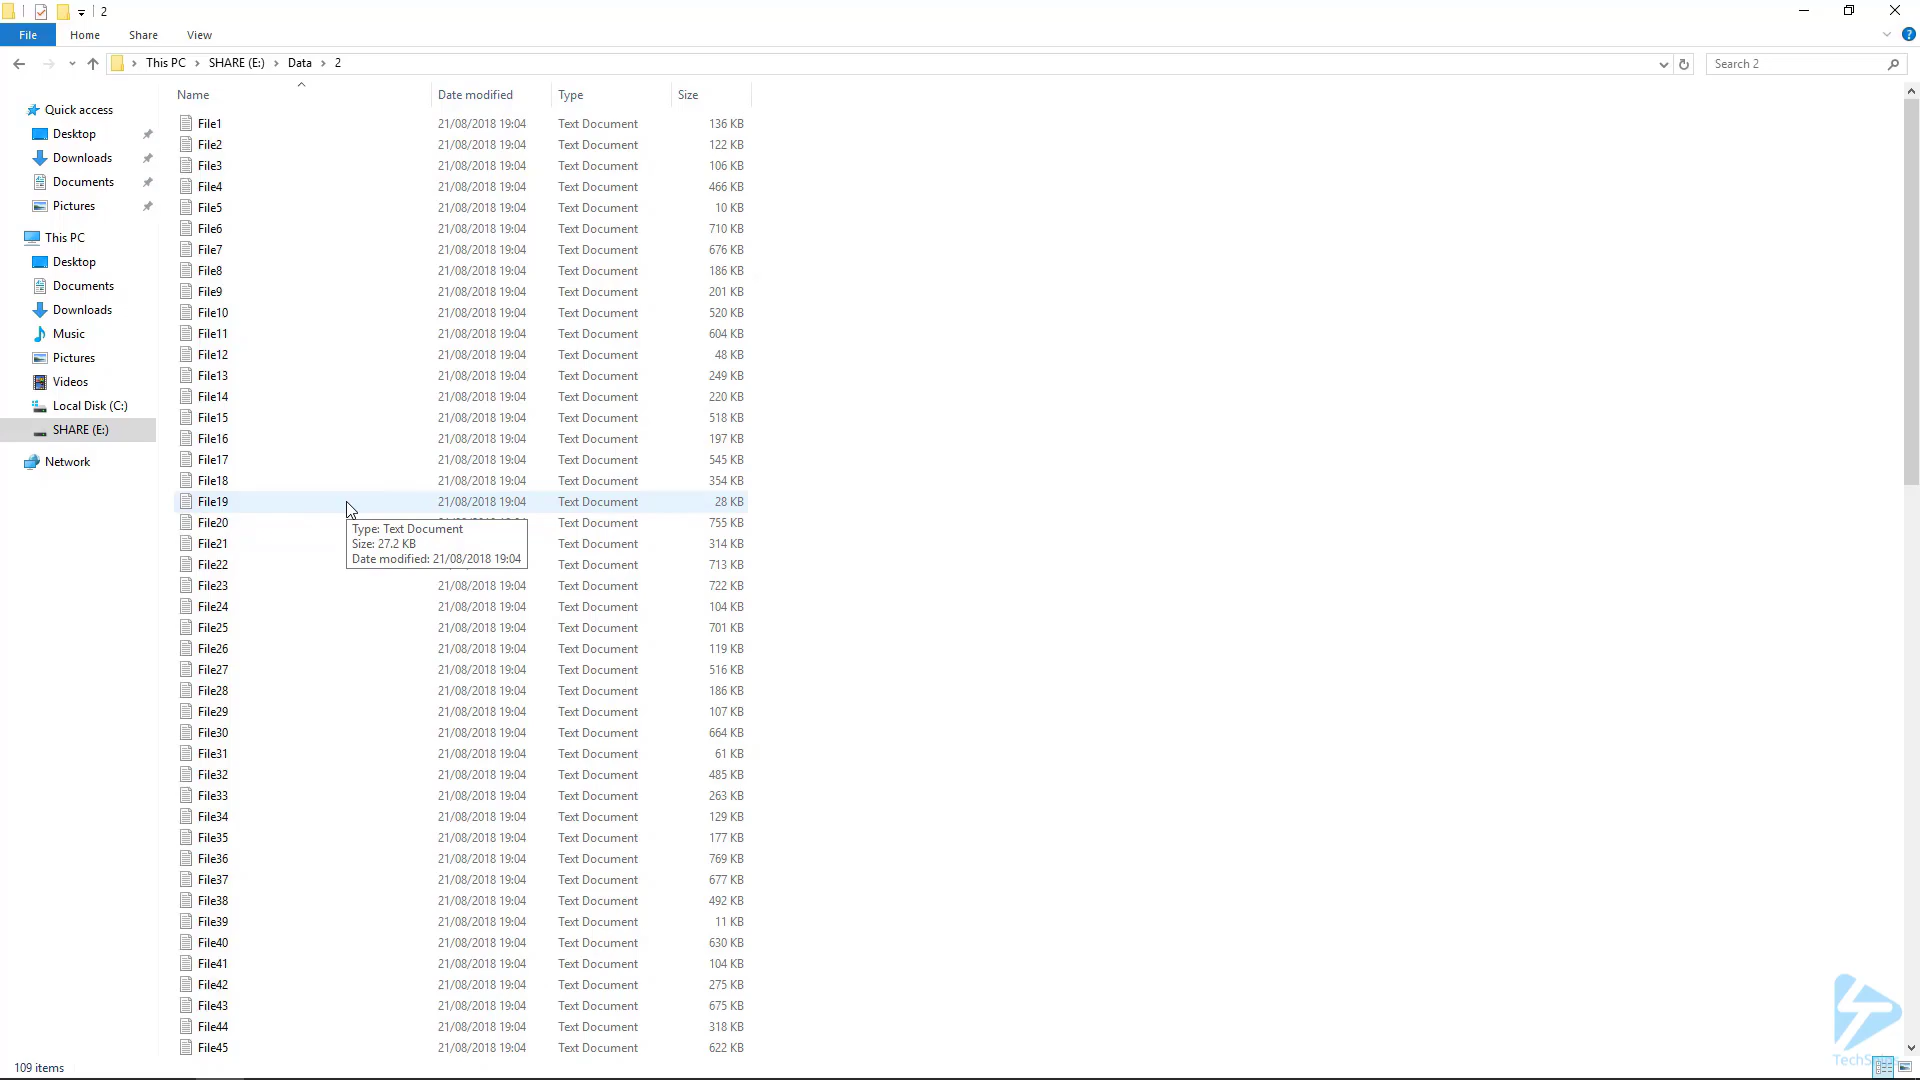 2
File Home Share View
This PC SHARE (E:) Data 2
Search 2
Name Date modified Type Size
Quick access
Desktop
Downloads
Documents
Pictures
This PC
Desktop
Documents
Downloads
Music
Pictures
Videos
Local Disk (C:)
SHARE (E:)
Network
File1 21/08/2018 19:04 Text Document 136 KB
File2 21/08/2018 19:04 Text Document 122 KB
File3 21/08/2018 19:04 Text Document 106 KB
File4 21/08/2018 19:04 Text Document 466 KB
File5 21/08/2018 19:04 Text Document 10 KB
File6 21/08/2018 19:04 Text Document 710 KB
File7 21/08/2018 19:04 Text Document 676 KB
File8 21/08/2018 19:04 Text Document 186 KB
File9 21/08/2018 19:04 Text Document 201 KB
File10 21/08/2018 19:04 Text Document 520 KB
File11 21/08/2018 19:04 Text Document 604 KB
File12 21/08/2018 19:04 Text Document 48 KB
File13 21/08/2018 19:04 Text Document 249 KB
File14 21/08/2018 19:04 Text Document 220 KB
File15 21/08/2018 19:04 Text Document 518 KB
File16 21/08/2018 19:04 Text Document 197 KB
File17 21/08/2018 19:04 Text Document 545 KB
File18 21/08/2018 19:04 Text Document 354 KB
File19 21/08/2018 19:04 Text Document 28 KB
File20 Text Document 755 KB
Type: Text Document
Size: 27.2 KB
Date modified: 21/08/2018 19:04
File21 Text Document 314 KB
File22 Text Document 713 KB
File23 21/08/2018 19:04 Text Document 722 KB
File24 21/08/2018 19:04 Text Document 104 KB
File25 21/08/2018 19:04 Text Document 701 KB
File26 21/08/2018 19:04 Text Document 119 KB
File27 21/08/2018 19:04 Text Document 516 KB
File28 21/08/2018 19:04 Text Document 186 KB
File29 21/08/2018 19:04 Text Document 107 KB
File30 21/08/2018 19:04 Text Document 664 KB
File31 21/08/2018 19:04 Text Document 61 KB
File32 21/08/2018 19:04 Text Document 485 KB
File33 21/08/2018 19:04 Text Document 263 KB
File34 21/08/2018 19:04 Text Document 129 KB
File35 21/08/2018 19:04 Text Document 177 KB
File36 21/08/2018 19:04 Text Document 769 KB
File37 21/08/2018 19:04 Text Document 677 KB
File38 21/08/2018 19:04 Text Document 492 KB
File39 21/08/2018 19:04 Text Document 11 KB
File40 21/08/2018 19:04 Text Document 630 KB
File41 21/08/2018 19:04 Text Document 104 KB
File42 21/08/2018 19:04 Text Document 275 KB
File43 21/08/2018 19:04 Text Document 675 KB
File44 21/08/2018 19:04 Text Document 318 KB
File45 21/08/2018 19:04 Text Document 622 KB
109 items